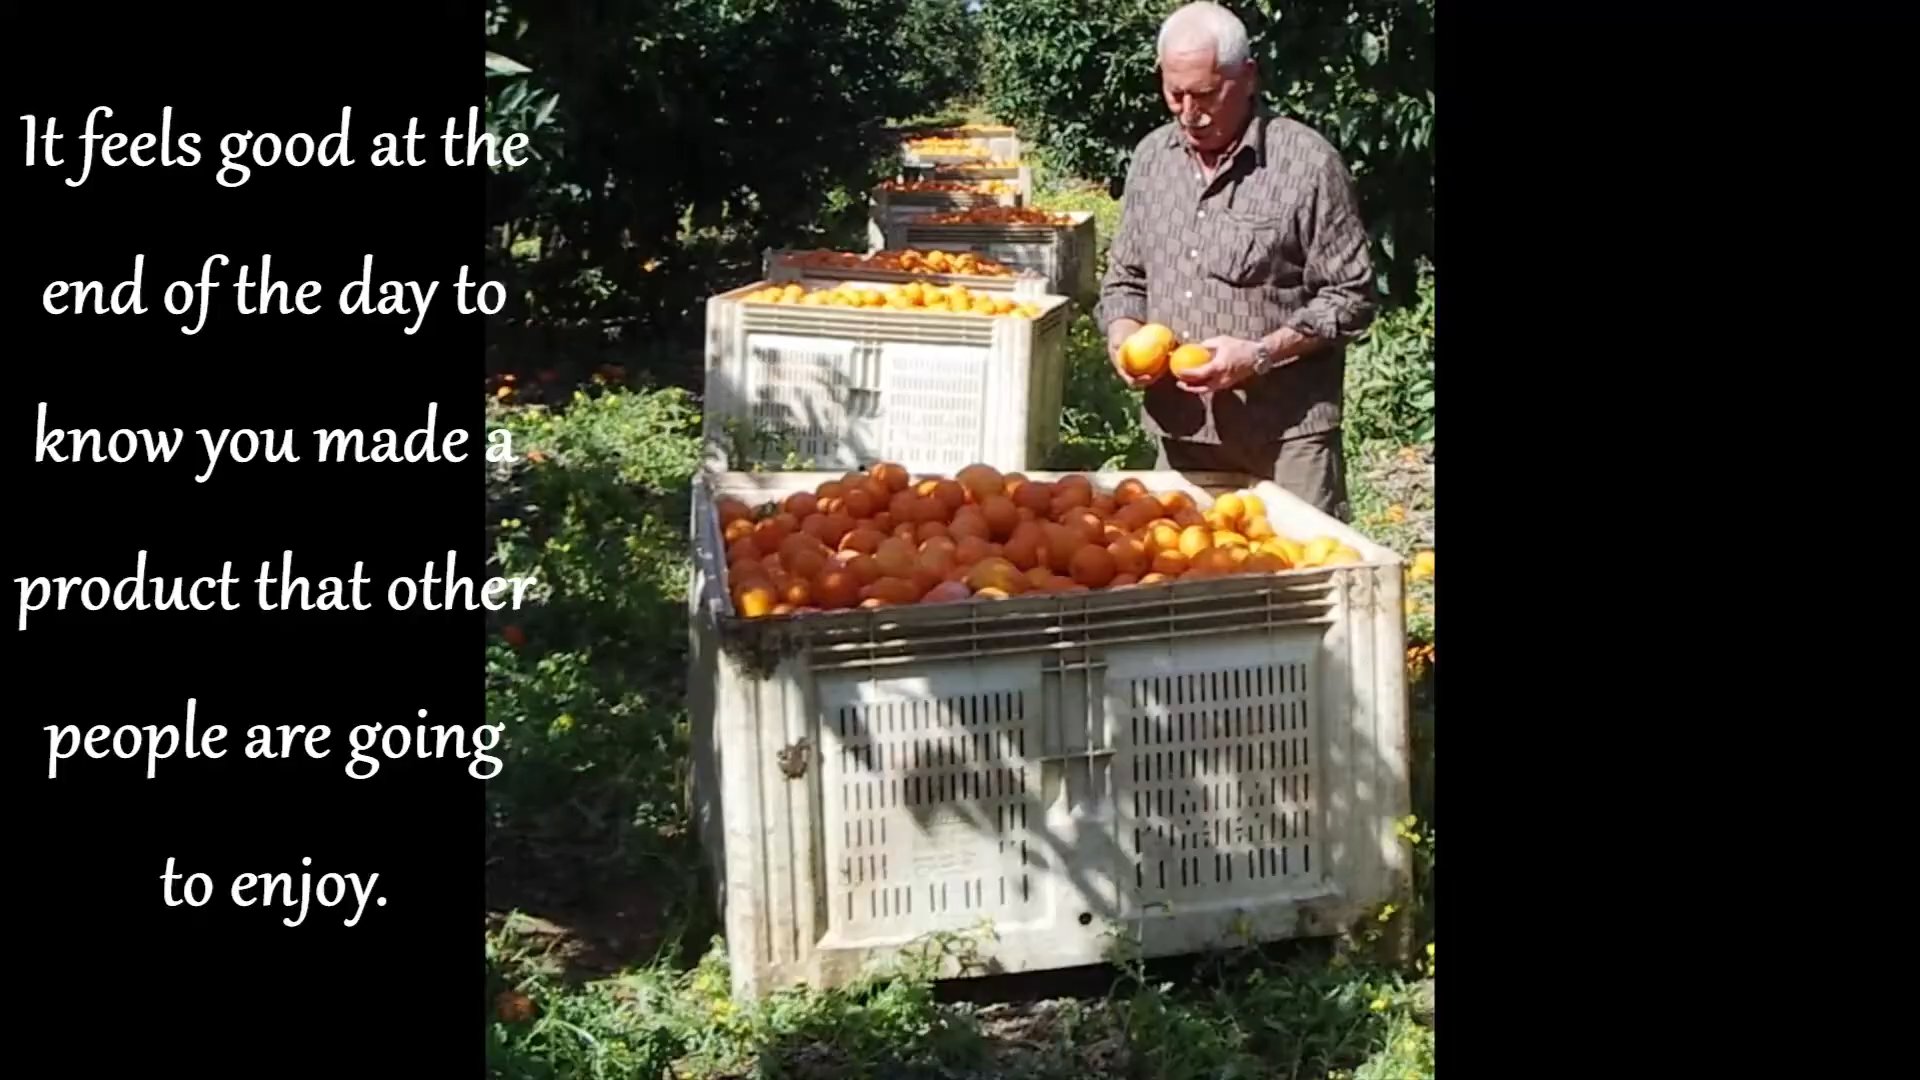 It feels good at the
end of the day to
know you made a
product that other
people are going
to enjoy.